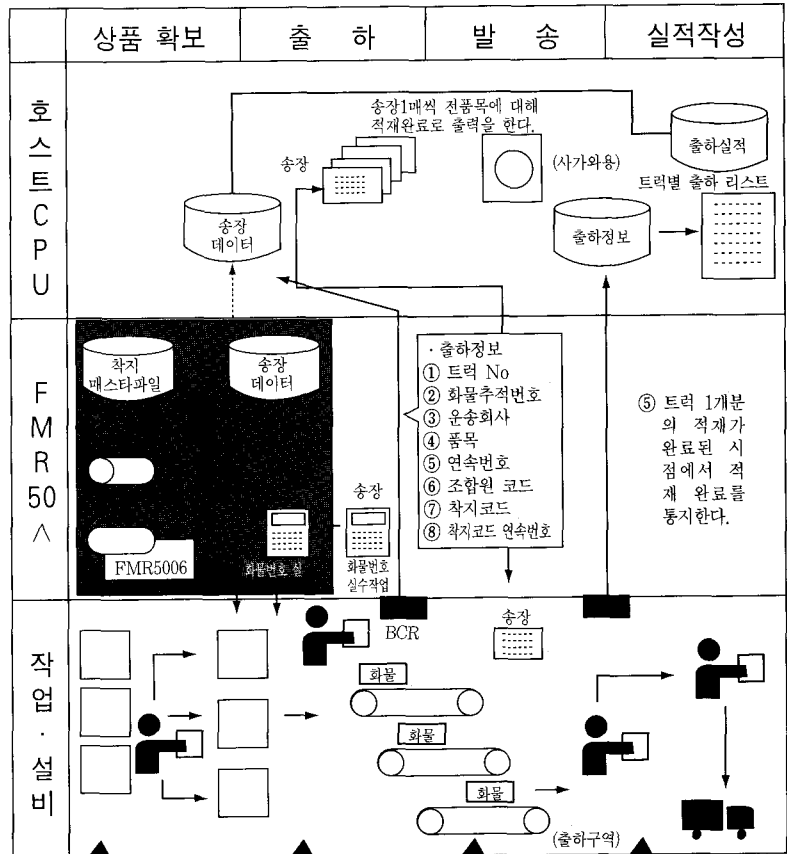 상품 확보
출 하
발 송
실적작성
호스트CPU
송장1매씩 전품목에 대해
적재완료로 출력을 한다.
송장
(사가와용)
출하실적
트럭별 출하 리스트
송장
데이터
출하정보
FMR50
착지
매스타파일
송장
데이터
FMR5006
화물번호 실
송장
화물번호
실수작업
· 출하정보
① 트럭 No
② 화물추적번호
③ 운송회사
④ 품목
⑤ 연속번호
⑥ 조합원 코드
⑦ 착지코드
⑧ 착지코드 연속번호
⑤ 트럭 1개분
의 적재가
완료된 시
점에서 적
재 완료를
통지한다.
작업·설비
BCR
송장
화물
화물
화물
(출하구역)